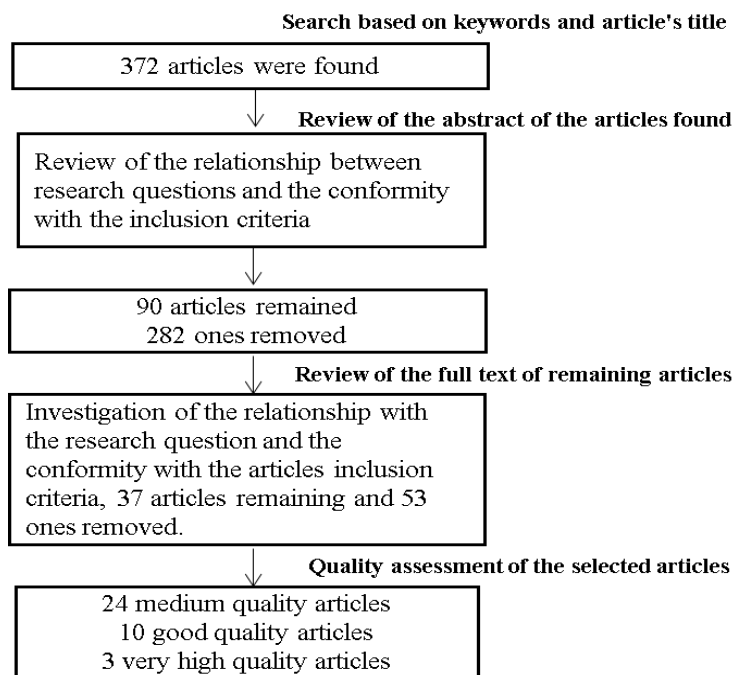 Search based on keywords and article's title
372 articles were found
Review of the abstract of the articles found
Review of the relationship between
research questions and the conformity
with the inclusion criteria
90 articles remained
282 ones removed
Review of the full text of remaining articles
Investigation of the relationship with
the research question and the
conformity with the articles inclusion
criteria, 37 articles remaining and 53
ones removed.
Quality assessment of the selected articles
24 medium quality articles
10 good quality articles
3 very high quality articles